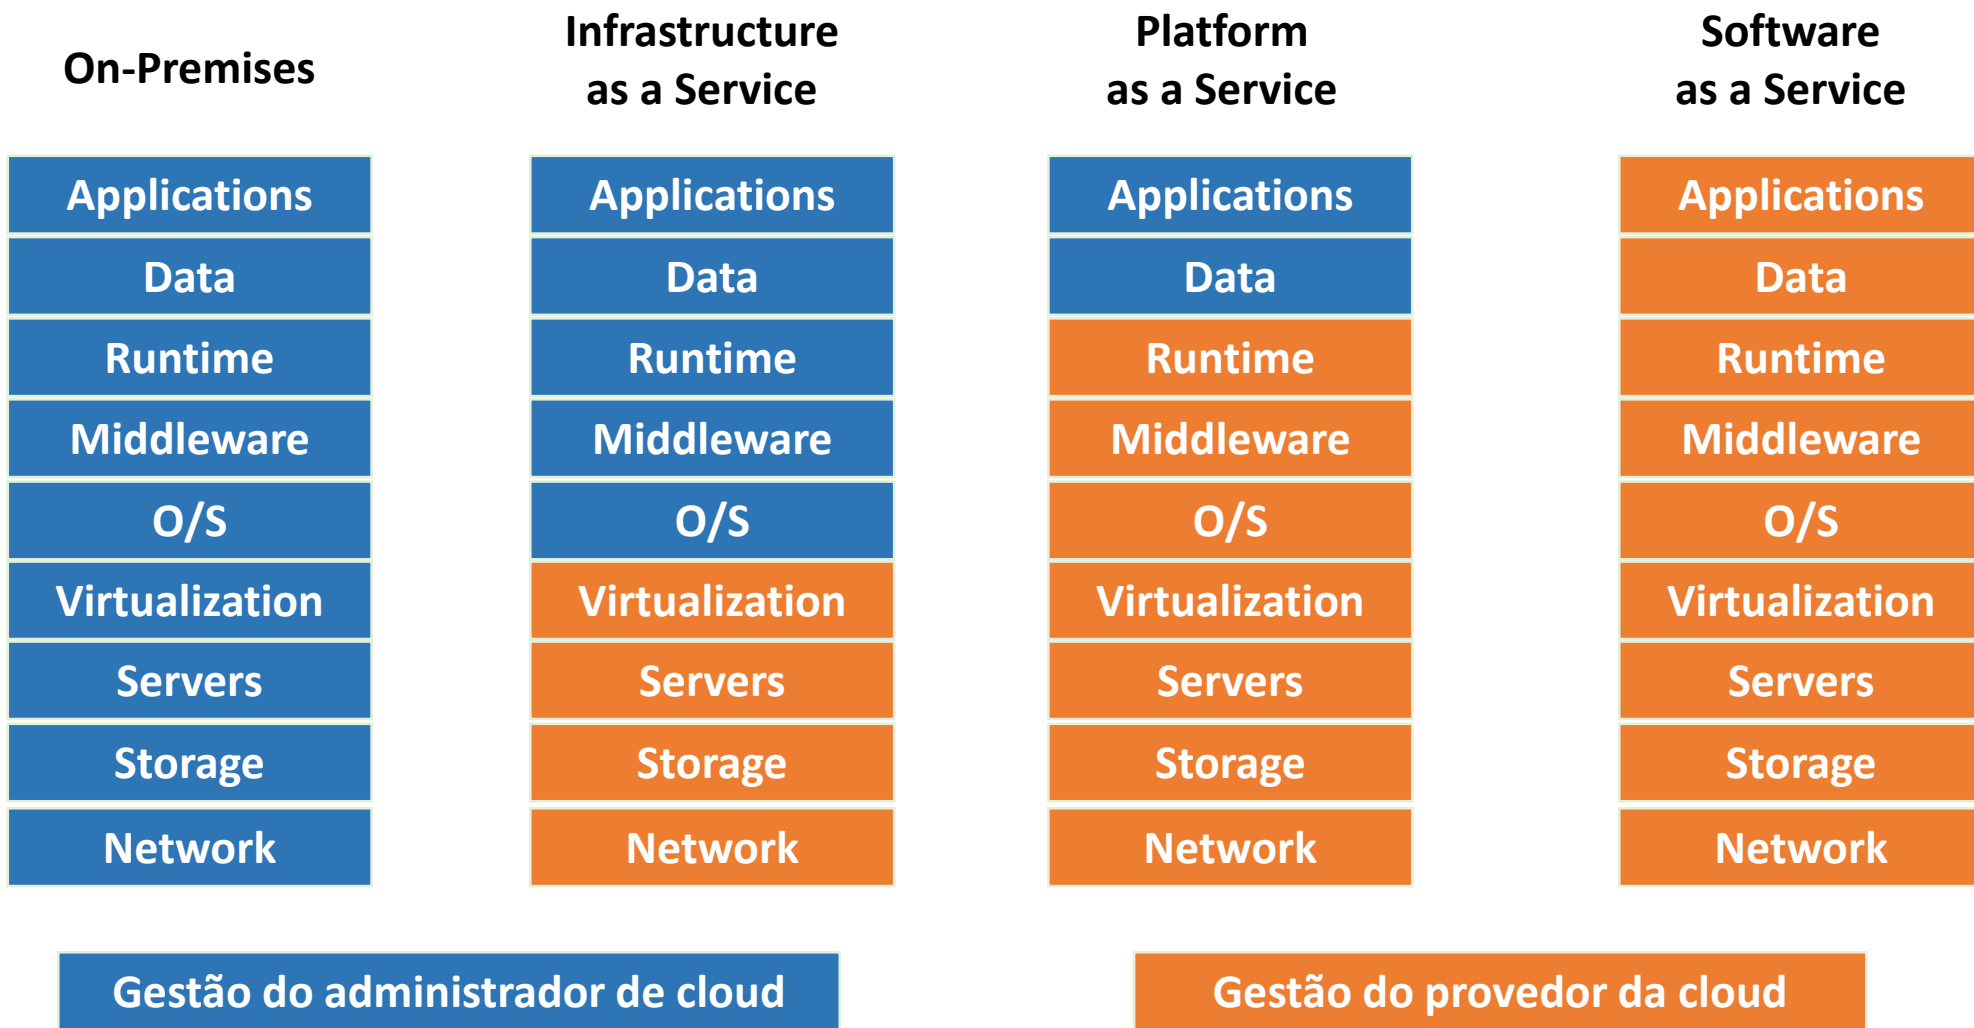 On-Premises
Infrastructure
as a Service
Platform
as a Service
Software
as a Service
Applications
Data
Runtime
Middleware
O/S
Virtualization
Servers
Storage
Network
Applications
Data
Runtime
Middleware
O/S
Virtualization
Servers
Storage
Network
Applications
Data
Runtime
Middleware
O/S
Virtualization
Servers
Storage
Network
Applications
Data
Runtime
Middleware
O/S
Virtualization
Servers
Storage
Network
Gestão do administrador de cloud
Gestão do provedor da cloud